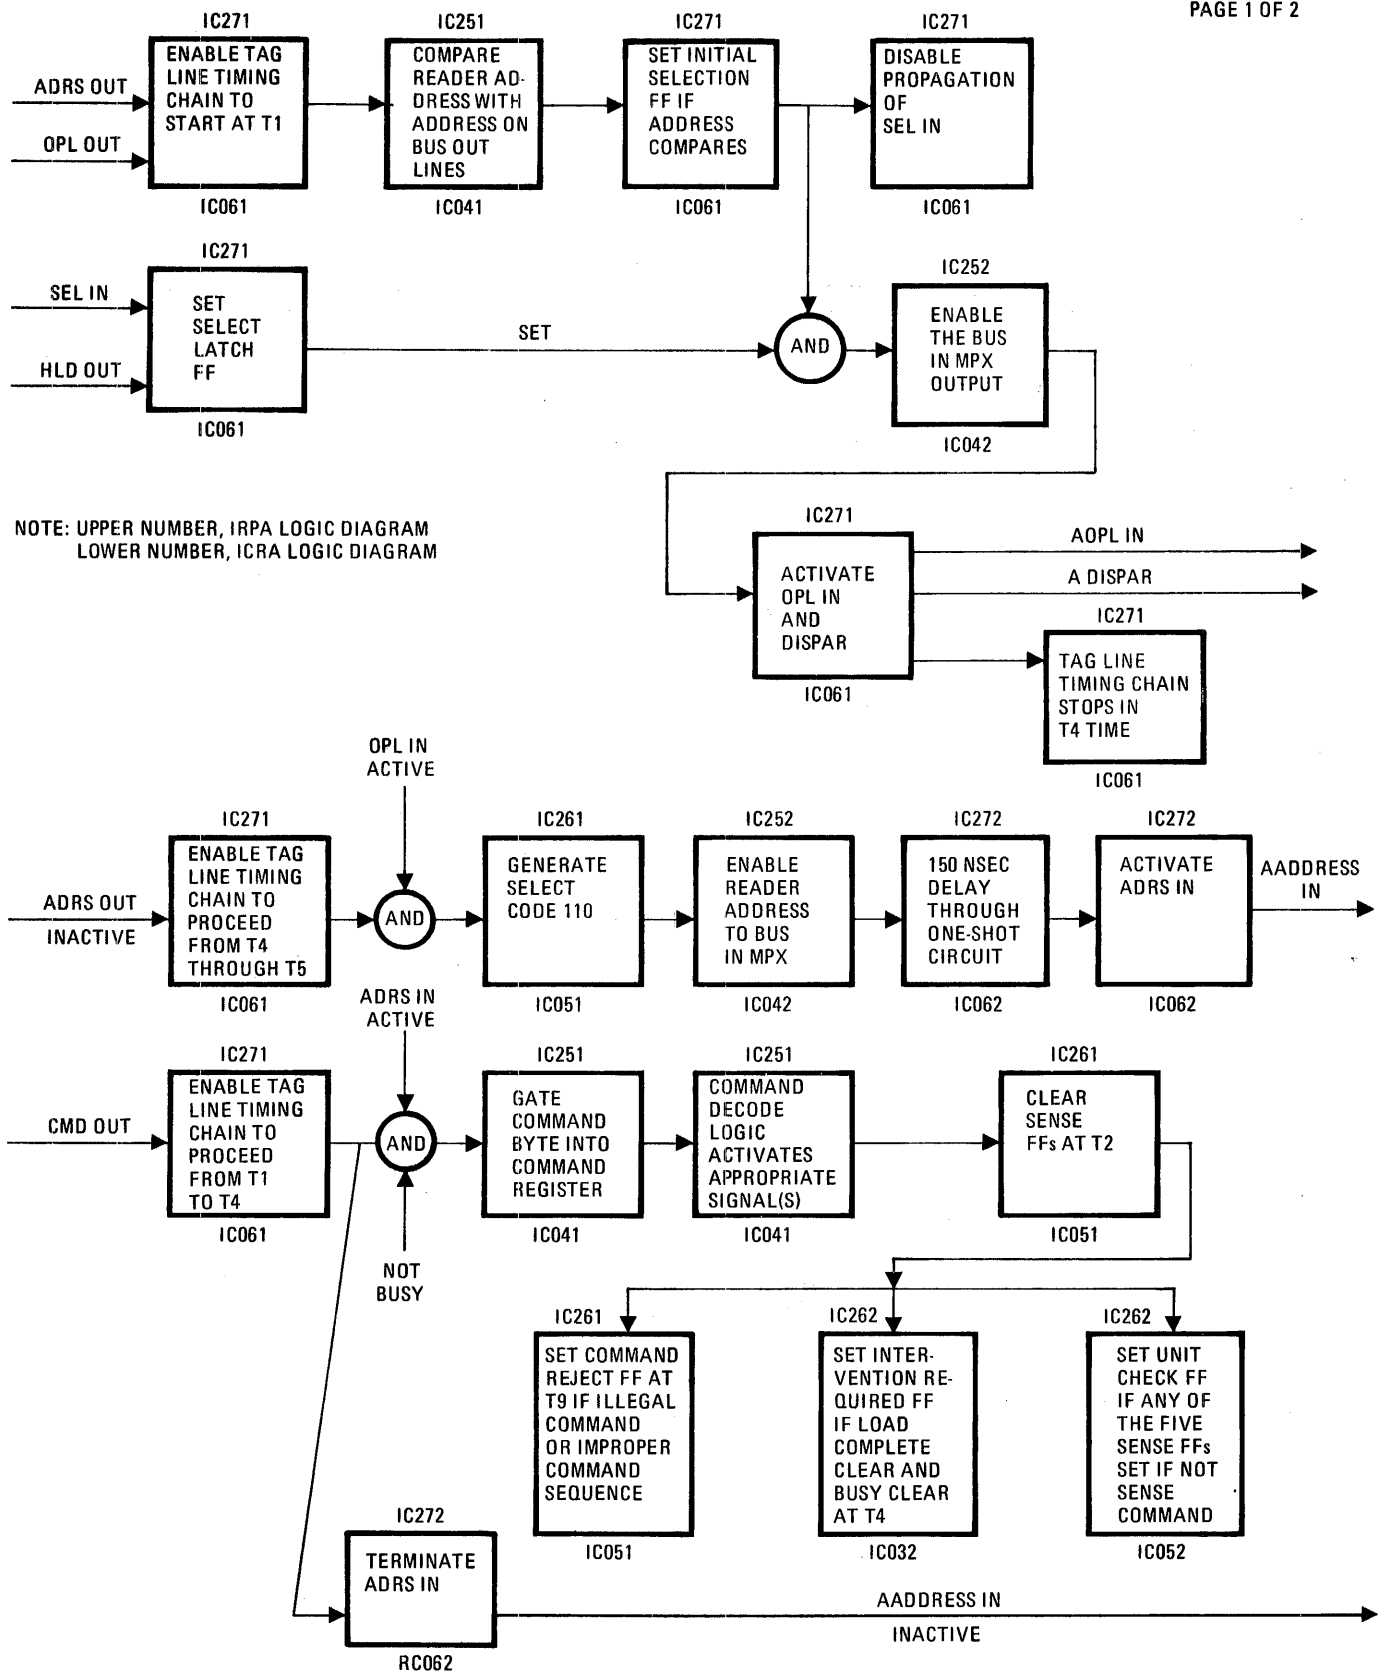 PAGE 1 OF 2
IC271
ENABLE TAG
LINE TIMING
CHAIN TO
START AT T1
IC061
ADRS OUT
OPL OUT
IC251
COMPARE
READER AD-
DRESS WITH
ADDRESS ON
BUS OUT
LINES
IC041
IC271
SET INITIAL
SELECTION
FF IF
ADDRESS
COMPARES
IC061
IC271
DISABLE
PROPAGATION
OF
SEL IN
IC061
IC271
SEL IN
HLD OUT
SET
SELECT
LATCH
FF
IC061
SET
AND
IC252
ENABLE
THE BUS
IN MPX
OUTPUT
IC042
NOTE: UPPER NUMBER, IRPA LOGIC DIAGRAM
LOWER NUMBER, ICRA LOGIC DIAGRAM
IC271
ACTIVATE
OPL IN
AND
DISPAR
IC061
AOPL IN
A DISPAR
IC271
TAG LINE
TIMING CHAIN
STOPS IN
T4 TIME
IC061
OPL IN
ACTIVE
IC271
ENABLE TAG
LINE TIMING
CHAIN TO
PROCEED
FROM T4
THROUGH T5
IC061
ADRS OUT
INACTIVE
AND
IC261
GENERATE
SELECT
CODE 110
IC051
IC252
ENABLE
READER
ADDRESS
TO BUS
IN MPX
IC042
IC272
150 NSEC
DELAY
THROUGH
ONE-SHOT
CIRCUIT
IC062
IC272
ACTIVATE
ADRS IN
IC062
AADDRESS
IN
ADRS IN
ACTIVE
IC271
ENABLE TAG
LINE TIMING
CHAIN TO
PROCEED
FROM T1
TO T4
IC061
CMD OUT
AND
NOT
BUSY
IC251
GATE
COMMAND
BYTE INTO
COMMAND
REGISTER
IC041
IC251
COMMAND
DECODE
LOGIC
ACTIVATES
APPROPRIATE
SIGNAL(S)
IC041
IC261
CLEAR
SENSE
FFs AT T2
IC051
IC261
SET COMMAND
REJECT FF AT
T9 IF ILLEGAL
COMMAND
OR IMPROPER
COMMAND
SEQUENCE
IC051
IC262
SET INTER-
VENTION RE-
QUIRED FF
IF LOAD
COMPLETE
CLEAR AND
BUSY CLEAR
AT T4
IC032
IC262
SET UNIT
CHECK FF
IF ANY OF
THE FIVE
SENSE FFs
SET IF NOT
SENSE
COMMAND
IC052
IC272
TERMINATE
ADRS IN
RC062
AADDRESS IN
INACTIVE